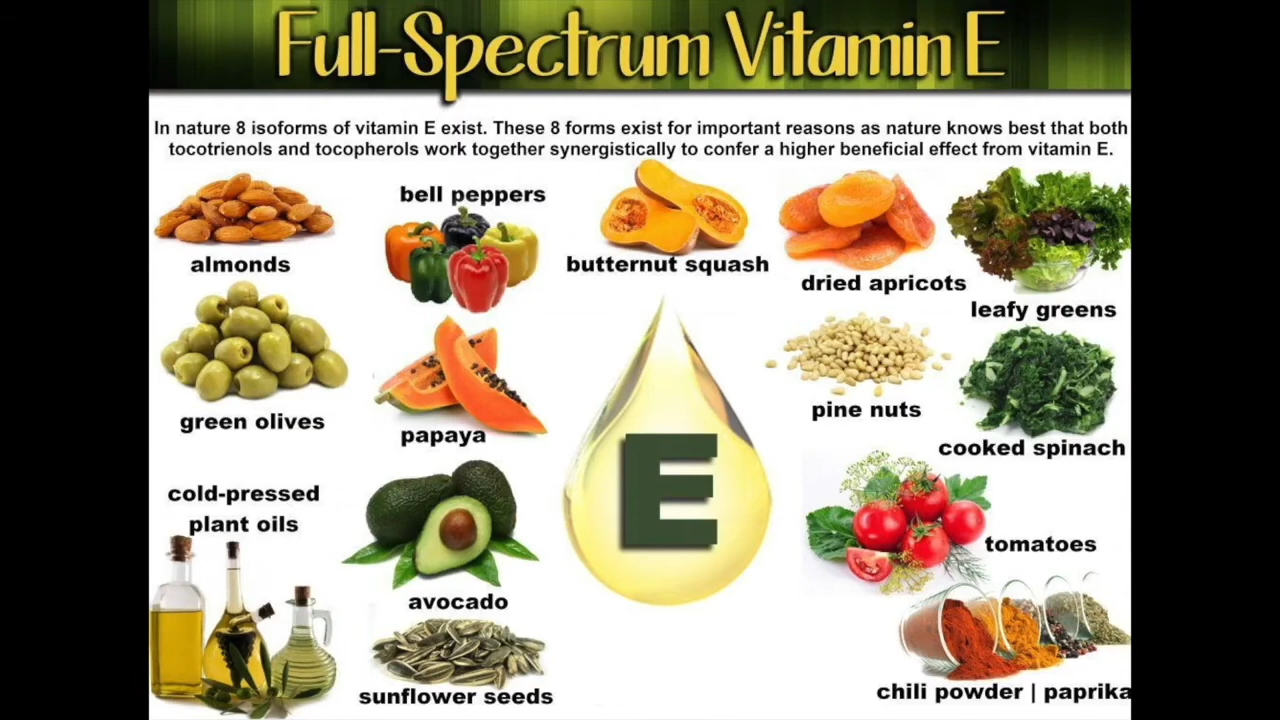 Full-Spectrum Vitamin E
In nature 8 isoforms of vitamin E exist. These 8 forms exist for important reasons as nature knows best that both
tocotrienols and tocopherols work together synergistically to confer a higher beneficial effect from vitamin E.
almonds
bell peppers
butternut squash
dried apricots
leafy greens
green olives
papaya
pine nuts
cooked spinach
cold-pressed
plant oils
avocado
E
tomatoes
sunflower seeds
chili powder | paprika